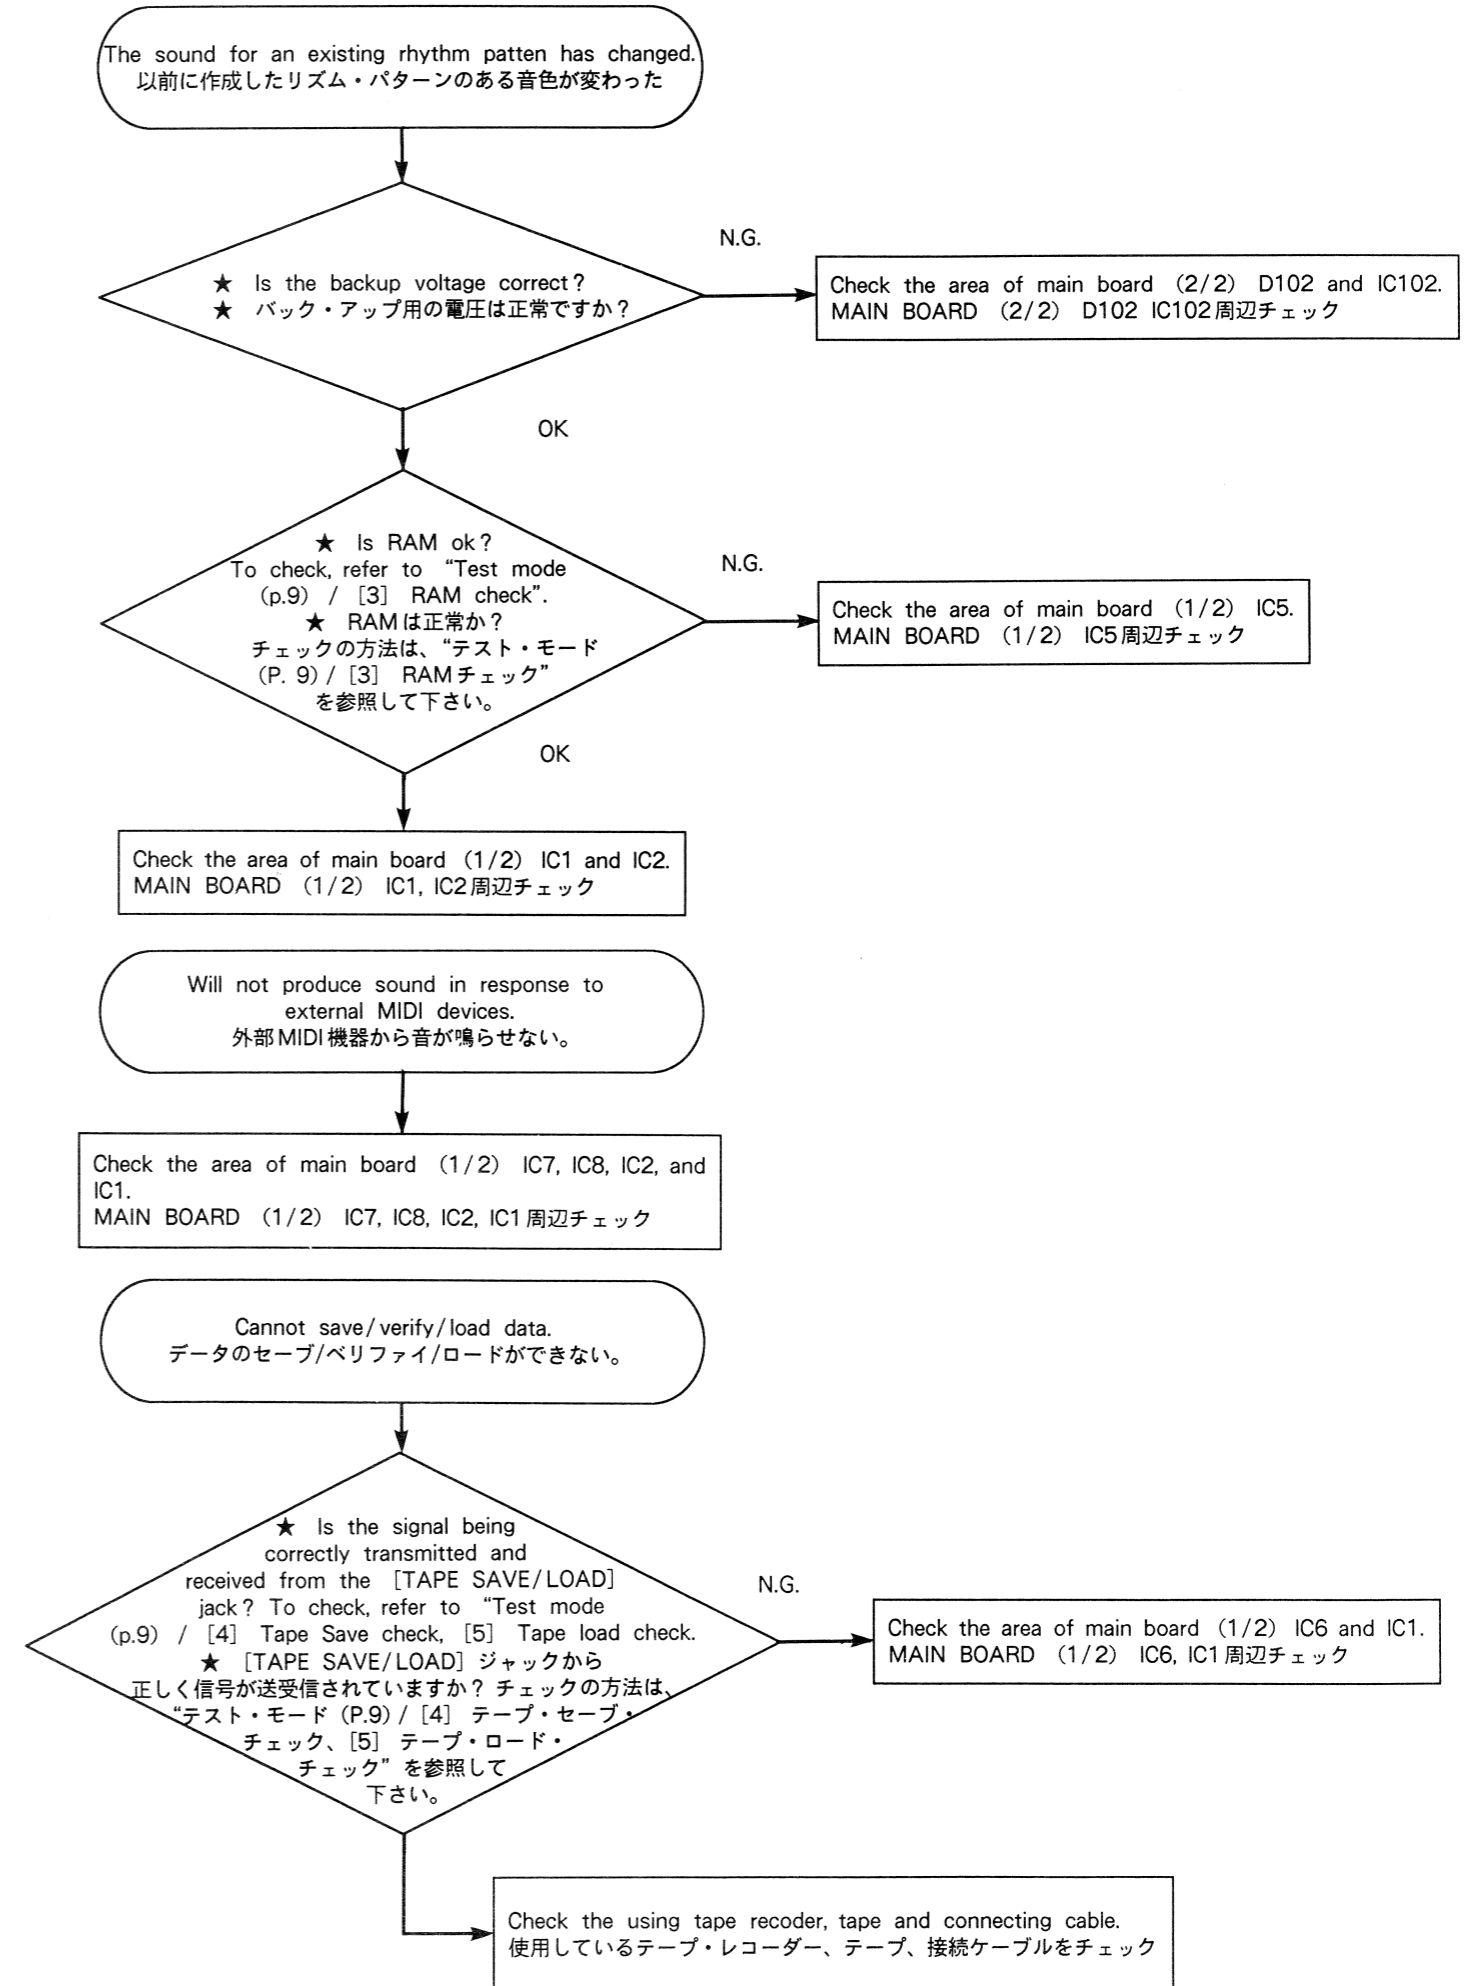 The sound for an existing rhythm patten has changed.
以前に作成したリズム・パターンのある音色が変わった
N.G.
★ Is the backup voltage correct?
★ バック・アップ用の電圧は正常ですか?
Check the area of main board (2/2) D102 and IC102.
MAIN BOARD (2/2) D102 IC102周辺チェック
OK
★ Is RAM ok?
To check, refer to “Test mode
(p.9) / [3] RAM check”.
★ RAMは正常か?
チェックの方法は、“テスト・モード
(P. 9) / [3] RAMチェック”
を参照して下さい。
N.G.
Check the area of main board (1/2) IC5.
MAIN BOARD (1/2) IC5周辺チェック
OK
Check the area of main board (1/2) IC1 and IC2.
MAIN BOARD (1/2) IC1, IC2周辺チェック
Will not produce sound in response to
external MIDI devices.
外部MIDI機器から音が鳴らせない。
Check the area of main board (1/2) IC7, IC8, IC2, and
IC1.
MAIN BOARD (1/2) IC7, IC8, IC2, IC1周辺チェック
Cannot save/verify/load data.
データのセーブ/ベリファイ/ロードができない。
★ Is the signal being
correctly transmitted and
received from the [TAPE SAVE/LOAD]
jack? To check, refer to “Test mode
(p.9) / [4] Tape Save check, [5] Tape load check.
★ [TAPE SAVE/LOAD] ジャックから
正しく信号が送受信されていますか? チェックの方法は、
“テスト・モード (P.9) / [4] テープ・セーブ・
チェック、[5] テープ・ロード・
チェック” を参照して
下さい。
N.G.
Check the area of main board (1/2) IC6 and IC1.
MAIN BOARD (1/2) IC6, IC1周辺チェック
Check the using tape recoder, tape and connecting cable.
使用しているテープ・レコーダー、テープ、接続ケーブルをチェック